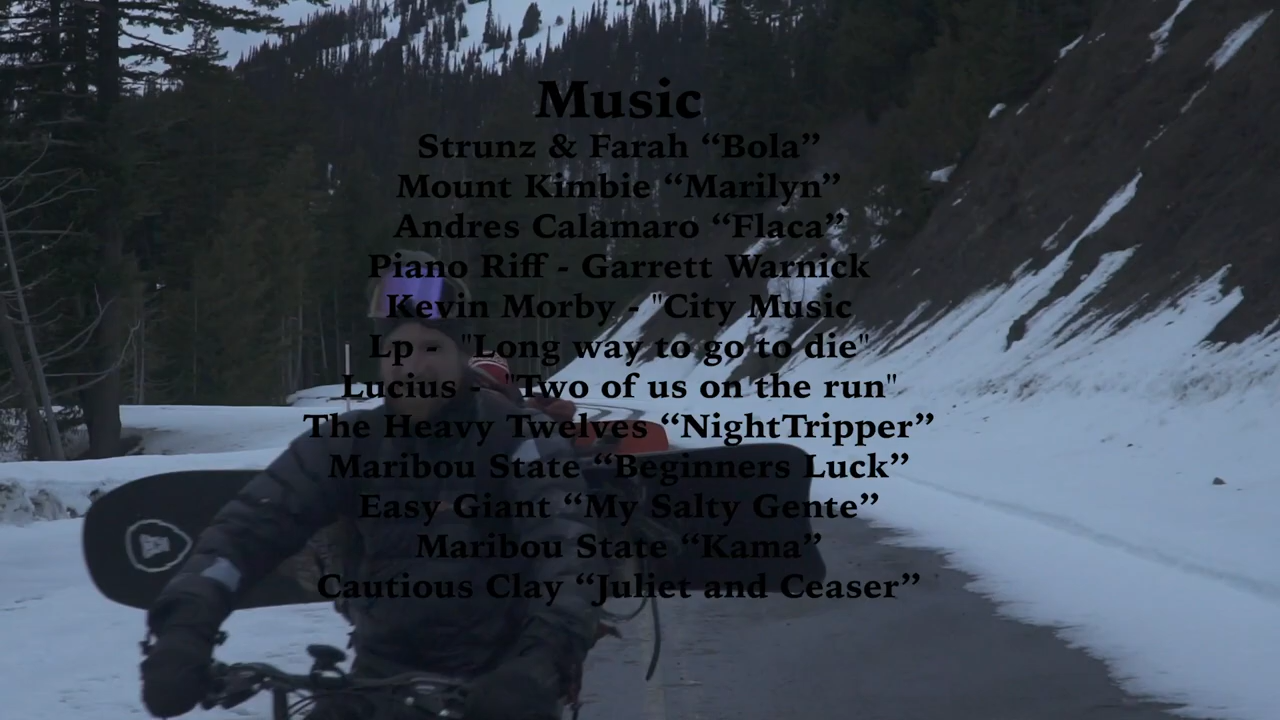 Music
Strunz & Farah “Bola”
Mount Kimbie “Marilyn”
Andres Calamaro “Flaca”
Piano Riff - Garrett Warnick
Kevin Morby - "City Music
Lp - "Long way to go to die"
Lucius - "Two of us on the run"
The Heavy Twelves “NightTripper”
Maribou State “Beginners Luck”
Easy Giant “My Salty Gente”
Maribou State “Kama”
Cautious Clay “Juliet and Ceaser”